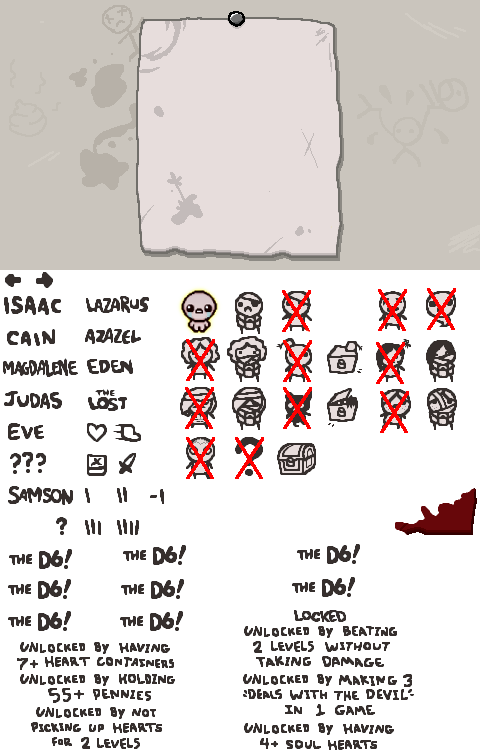 ISAAC LAZARUS
CAIN AZAZEL
MAGDALENE EDEN
JUDAS THE LOST
EVE
???
SAMSON I II -I
? III IIII
THE D6! THE D6! THE D6!
THE D6! THE D6! THE D6!
THE D6! THE D6!
LOCKED
UNLOCKED BY HAVING
7+ HEART CONTAINERS
UNLOCKED BY HOLDING
55+ PENNIES
UNLOCKED BY NOT
PICKING UP HEARTS
FOR 2 LEVELS
UNLOCKED BY BEATING
2 LEVELS WITHOUT
TAKING DAMAGE
UNLOCKED BY MAKING 3
"DEALS WITH THE DEVIL"
IN 1 GAME
UNLOCKED BY HAVING
4+ SOUL HEARTS